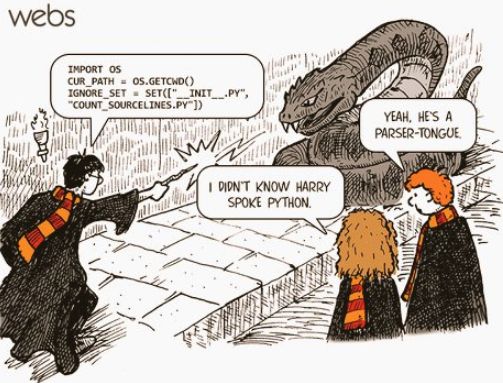 webs
IMPORT OS
CUR_PATH = OS.GETCWD()
IGNORE_SET = SET(["__INIT__.PY",
"COUNT_SOURCELINES.PY"])
YEAH, HE'S A
PARSER-TONGUE.
I DIDN'T KNOW HARRY
SPOKE PYTHON.